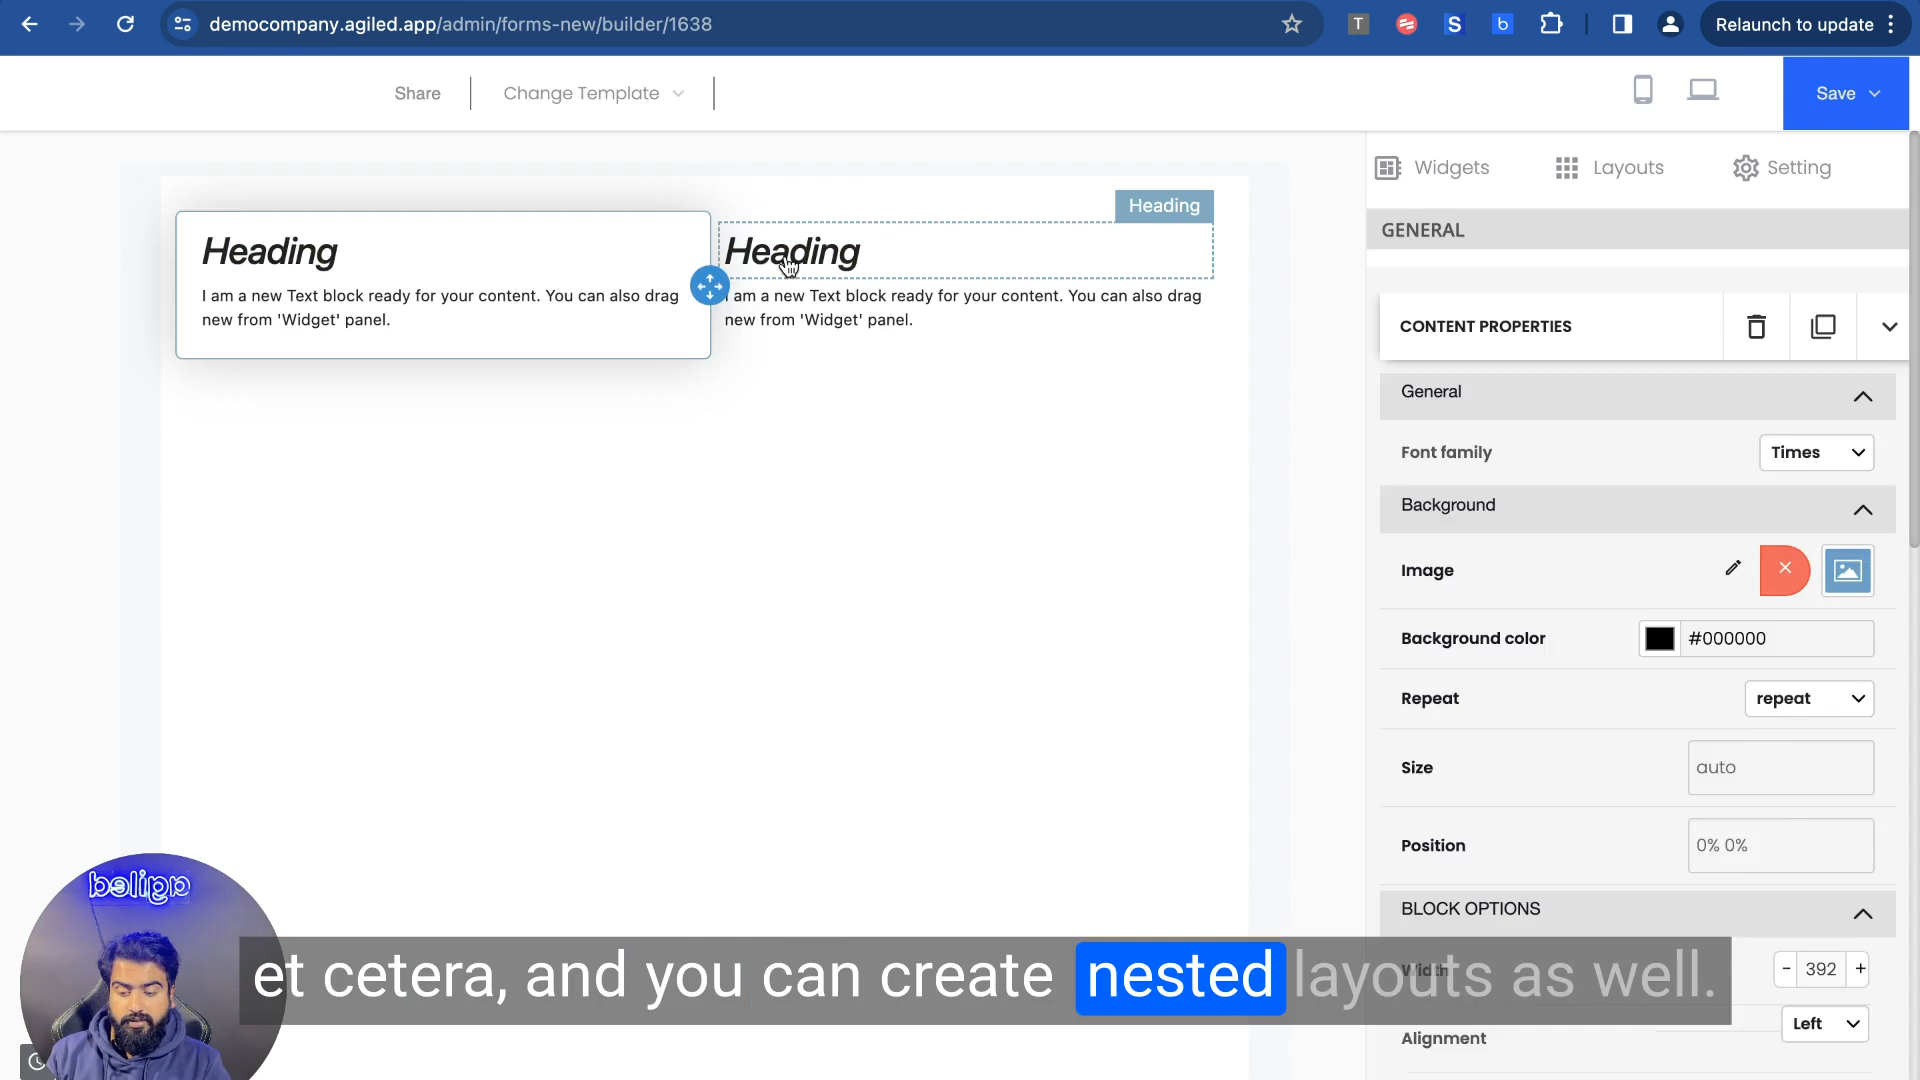 democompany.agiled.app/admin/forms-new/builder/1638
T
S
b
Relaunch to update
Share
Change Template
Save
Widgets
Layouts
Setting
Heading
Heading
I am a new Text block ready for your content. You can also drag
new from 'Widget' panel.
Heading
I am a new Text block ready for your content. You can also drag
new from 'Widget' panel.
GENERAL
CONTENT PROPERTIES
General
Font family
Times
Background
Image
Background color
#000000
Repeat
repeat
Size
auto
Position
0% 0%
BLOCK OPTIONS
Width
- 392 +
Alignment
Left
agiled
et cetera, and you can create nested layouts as well.